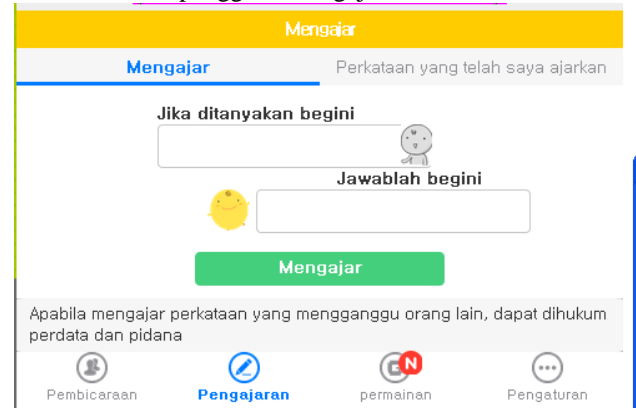 Mengajar
Mengajar
Perkataan yang telah saya ajarkan
Jika ditanyakan begini
Jawablah begini
Mengajar
Apabila mengajar perkataan yang mengganggu orang lain, dapat dihukum
perdata dan pidana
N
Pembicaraan
Pengajaran
permainan
Pengaturan